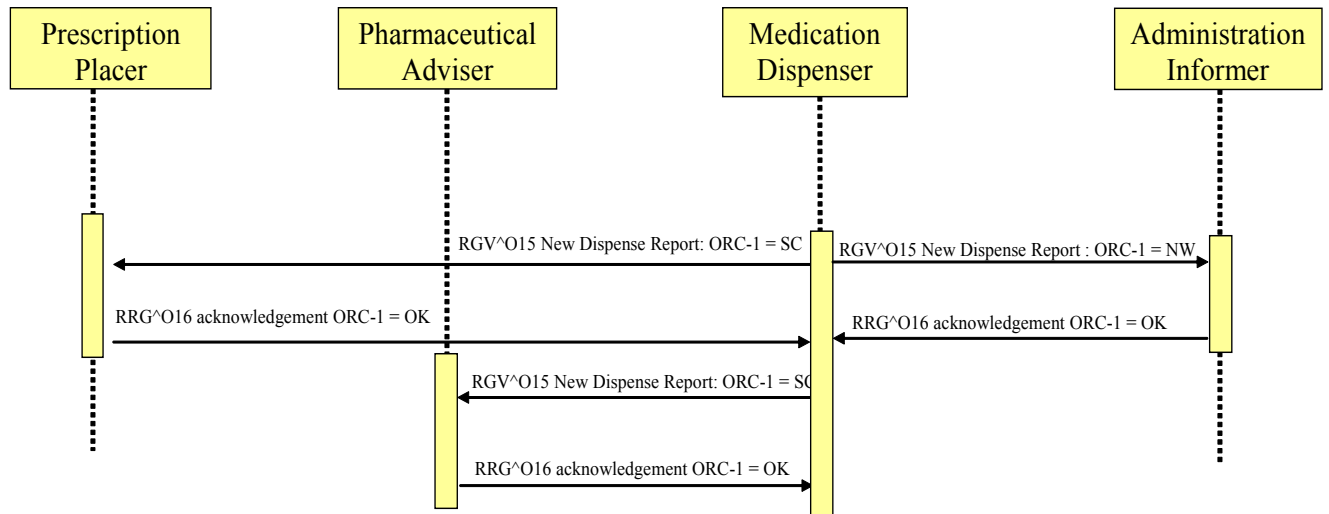 Prescription
Placer
Pharmaceutical
Adviser
Medication
Dispenser
Administration
Informer
RGV^O15 New Dispense Report: ORC-1 = SC
RGV^O15 New Dispense Report : ORC-1 = NW
RRG^O16 acknowledgement ORC-1 = OK
RRG^O16 acknowledgement ORC-1 = OK
RGV^O15 New Dispense Report: ORC-1 = SC
RRG^O16 acknowledgement ORC-1 = OK